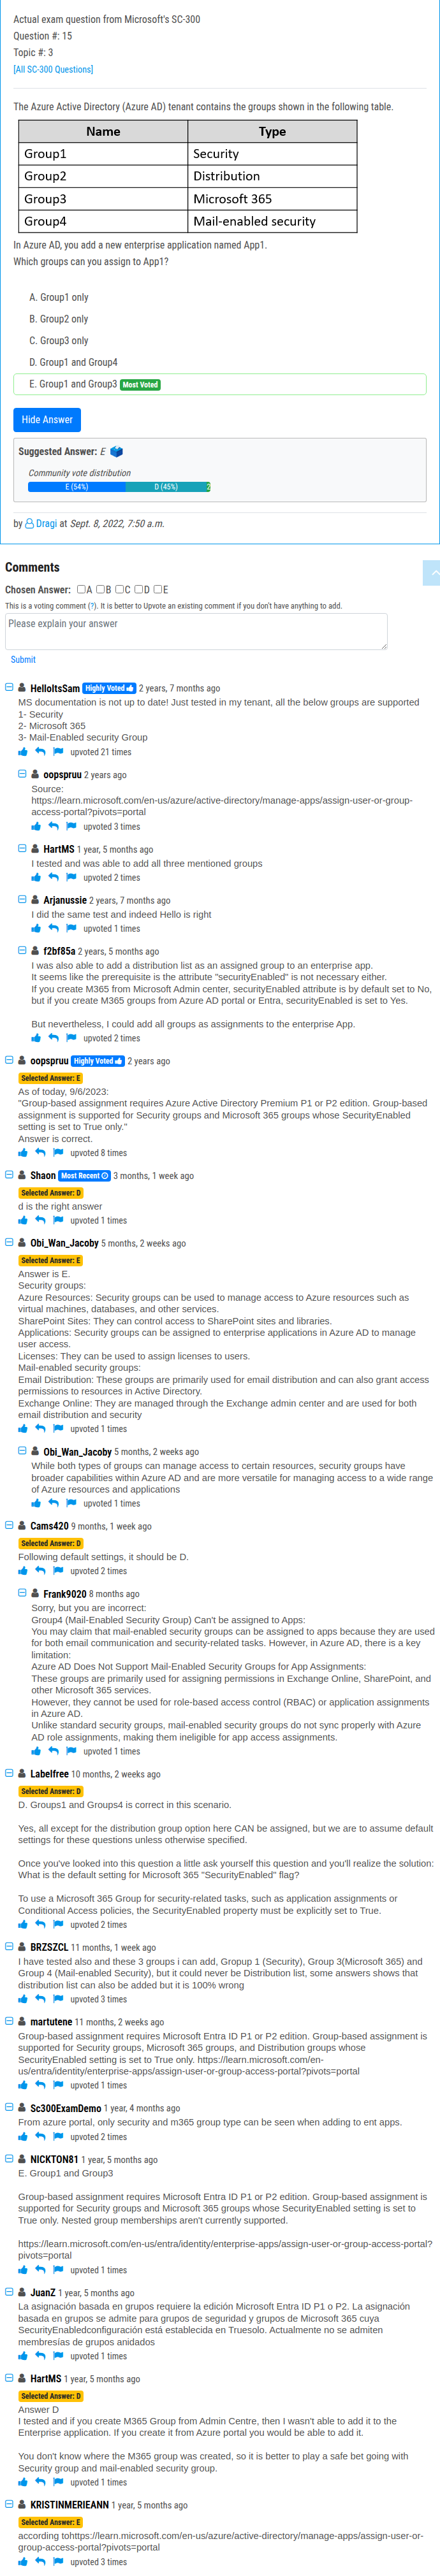 Actual exam question from Microsoft's SC-300
Question #: 15
Topic #: 3
[All SC-300 Questions]
The Azure Active Directory (Azure AD) tenant contains the groups shown in the following table.
Name Type
Group1 Security
Group2 Distribution
Group3 Microsoft 365
Group4 Mail-enabled security
In Azure AD, you add a new enterprise application named App1.
Which groups can you assign to App1?
A. Group1 only
B. Group2 only
C. Group3 only
D. Group1 and Group4
E. Group1 and Group3 Most Voted
Hide Answer
Suggested Answer: E
Community vote distribution
E (54%) D (45%) 2
by Dragi at Sept. 8, 2022, 7:50 a.m.
Comments
Chosen Answer: A B C D E
This is a voting comment (?). It is better to Upvote an existing comment if you don't have anything to add.
Please explain your answer
Submit
HelloItsSam Highly Voted 2 years, 7 months ago
MS documentation is not up to date! Just tested in my tenant, all the below groups are supported
1- Security
2- Microsoft 365
3- Mail-Enabled security Group
upvoted 21 times
oopspruu 2 years ago
Source:
https://learn.microsoft.com/en-us/azure/active-directory/manage-apps/assign-user-or-group-
access-portal?pivots=portal
upvoted 3 times
HartMS 1 year, 5 months ago
I tested and was able to add all three mentioned groups
upvoted 2 times
Arjanussie 2 years, 7 months ago
I did the same test and indeed Hello is right
upvoted 1 times
f2bf85a 2 years, 5 months ago
I was also able to add a distribution list as an assigned group to an enterprise app.
It seems like the prerequisite is the attribute "securityEnabled" is not necessary either.
If you create M365 from Microsoft Admin center, securityEnabled attribute is by default set to No,
but if you create M365 groups from Azure AD portal or Entra, securityEnabled is set to Yes.
But nevertheless, I could add all groups as assignments to the enterprise App.
upvoted 2 times
oopspruu Highly Voted 2 years ago
Selected Answer: E
As of today, 9/6/2023:
"Group-based assignment requires Azure Active Directory Premium P1 or P2 edition. Group-based
assignment is supported for Security groups and Microsoft 365 groups whose SecurityEnabled
setting is set to True only."
Answer is correct.
upvoted 8 times
Shaon Most Recent 3 months, 1 week ago
Selected Answer: D
d is the right answer
upvoted 1 times
Obi_Wan_Jacoby 5 months, 2 weeks ago
Selected Answer: E
Answer is E.
Security groups:
Azure Resources: Security groups can be used to manage access to Azure resources such as
virtual machines, databases, and other services.
SharePoint Sites: They can control access to SharePoint sites and libraries.
Applications: Security groups can be assigned to enterprise applications in Azure AD to manage
user access.
Licenses: They can be used to assign licenses to users.
Mail-enabled security groups:
Email Distribution: These groups are primarily used for email distribution and can also grant access
permissions to resources in Active Directory.
Exchange Online: They are managed through the Exchange admin center and are used for both
email distribution and security
upvoted 1 times
Obi_Wan_Jacoby 5 months, 2 weeks ago
While both types of groups can manage access to certain resources, security groups have
broader capabilities within Azure AD and are more versatile for managing access to a wide range
of Azure resources and applications
upvoted 1 times
Cams420 9 months, 1 week ago
Selected Answer: D
Following default settings, it should be D.
upvoted 2 times
Frank9020 8 months ago
Sorry, but you are incorrect:
Group4 (Mail-Enabled Security Group) Can't be assigned to Apps:
You may claim that mail-enabled security groups can be assigned to apps because they are used
for both email communication and security-related tasks. However, in Azure AD, there is a key
limitation:
Azure AD Does Not Support Mail-Enabled Security Groups for App Assignments:
These groups are primarily used for assigning permissions in Exchange Online, SharePoint, and
other Microsoft 365 services.
However, they cannot be used for role-based access control (RBAC) or application assignments
in Azure AD.
Unlike standard security groups, mail-enabled security groups do not sync properly with Azure
AD role assignments, making them ineligible for app access assignments.
upvoted 1 times
Labelfree 10 months, 2 weeks ago
Selected Answer: D
D. Groups1 and Groups4 is correct in this scenario.
Yes, all except for the distribution group option here CAN be assigned, but we are to assume default
settings for these questions unless otherwise specified.
Once you've looked into this question a little ask yourself this question and you'll realize the solution:
What is the default setting for Microsoft 365 "SecurityEnabled" flag?
To use a Microsoft 365 Group for security-related tasks, such as application assignments or
Conditional Access policies, the SecurityEnabled property must be explicitly set to True.
upvoted 2 times
BRZSZCL 11 months, 1 week ago
I have tested also and these 3 groups i can add, Gropup 1 (Security), Group 3(Microsoft 365) and
Group 4 (Mail-enabled Security), but it could never be Distribution list, some answers shows that
distribution list can also be added but it is 100% wrong
upvoted 3 times
martutene 11 months, 2 weeks ago
Group-based assignment requires Microsoft Entra ID P1 or P2 edition. Group-based assignment is
supported for Security groups, Microsoft 365 groups, and Distribution groups whose
SecurityEnabled setting is set to True only. https://learn.microsoft.com/en-
us/entra/identity/enterprise-apps/assign-user-or-group-access-portal?pivots=portal
upvoted 1 times
Sc300ExamDemo 1 year, 4 months ago
From azure portal, only security and m365 group type can be seen when adding to ent apps.
upvoted 2 times
NICKTON81 1 year, 5 months ago
E. Group1 and Group3
Group-based assignment requires Microsoft Entra ID P1 or P2 edition. Group-based assignment is
supported for Security groups and Microsoft 365 groups whose SecurityEnabled setting is set to
True only. Nested group memberships aren't currently supported.
https://learn.microsoft.com/en-us/entra/identity/enterprise-apps/assign-user-or-group-access-portal?
pivots=portal
upvoted 1 times
JuanZ 1 year, 5 months ago
La asignación basada en grupos requiere la edición Microsoft Entra ID P1 o P2. La asignación
basada en grupos se admite para grupos de seguridad y grupos de Microsoft 365 cuya
SecurityEnabledconfiguración está establecida en Truesolo. Actualmente no se admiten
membresías de grupos anidados
upvoted 1 times
HartMS 1 year, 5 months ago
Selected Answer: D
Answer D
I tested and if you create M365 Group from Admin Centre, then I wasn't able to add it to the
Enterprise application. If you create it from Azure portal you would be able to add it.
You don't know where the M365 group was created, so it is better to play a safe bet going with
Security group and mail-enabled security group.
upvoted 1 times
KRISTINMERIEANN 1 year, 5 months ago
Selected Answer: E
according tohttps://learn.microsoft.com/en-us/azure/active-directory/manage-apps/assign-user-or-
group-access-portal?pivots=portal
upvoted 3 times